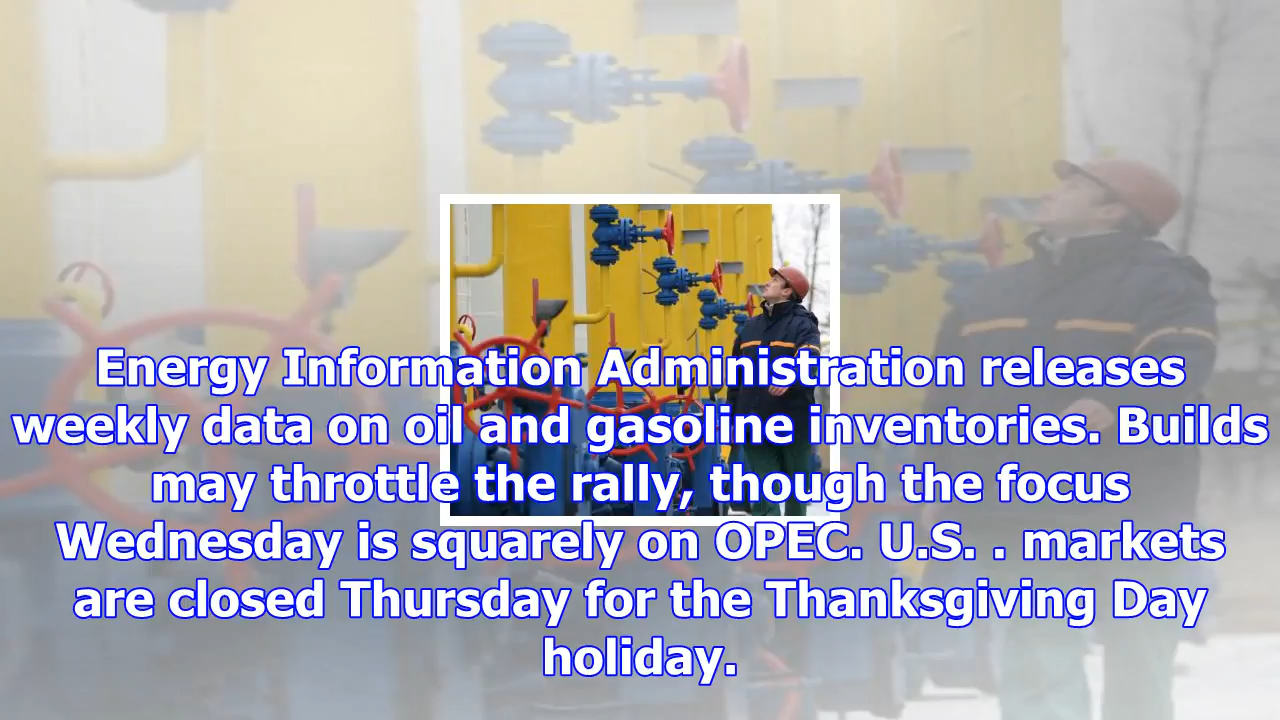 Energy Information Administration releases
weekly data on oil and gasoline inventories. Builds
may throttle the rally, though the focus
Wednesday is squarely on OPEC. U.S. . markets
are closed Thursday for the Thanksgiving Day
holiday.